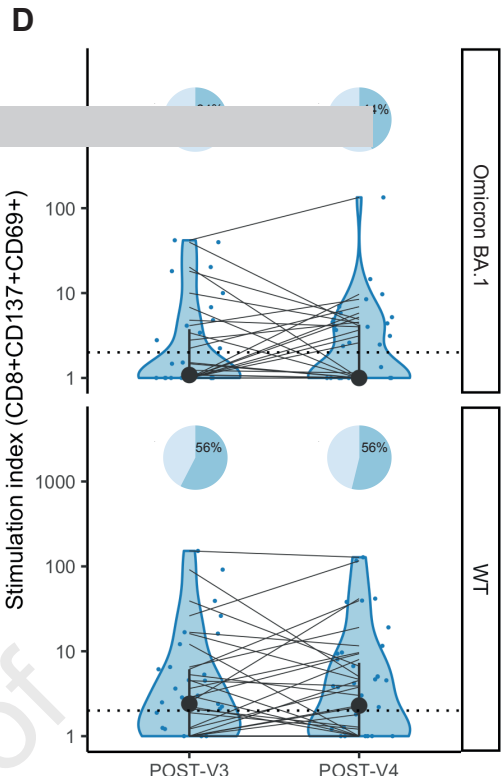 D
Stimulation index (CD8+CD137+CD69+)
Omicron BA.1
100
10
1
56%
56%
WT
1000
100
10
1
POST-V3
POST-V4
of